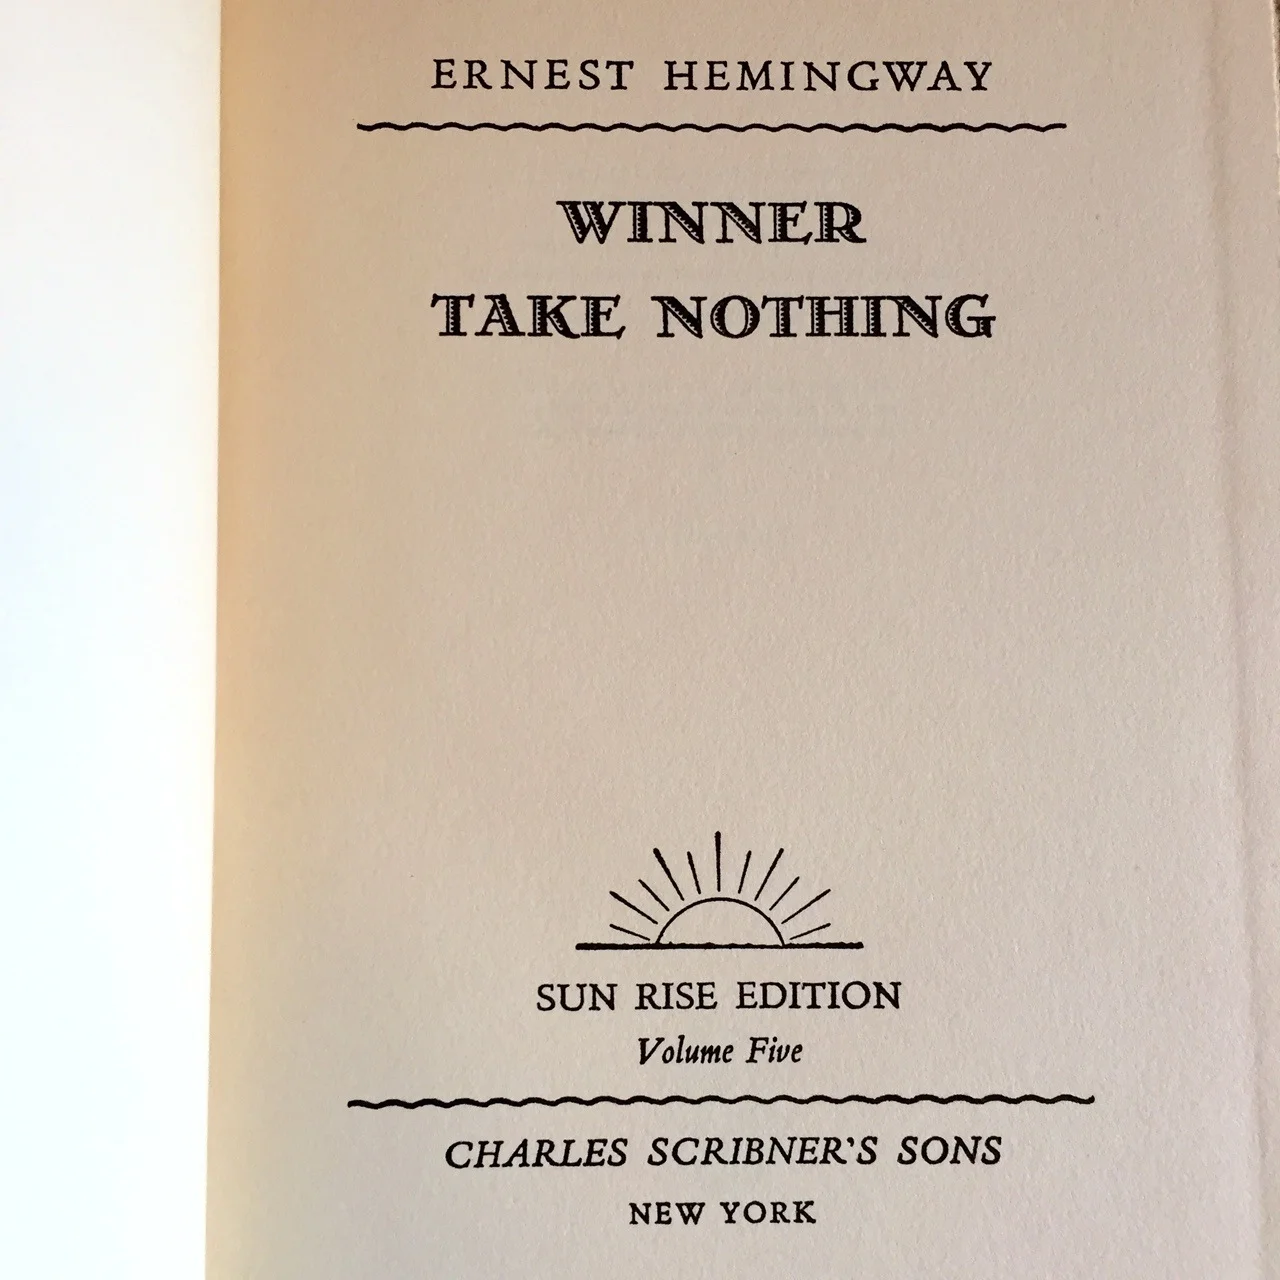 ERNEST HEMINGWAY
WINNER
TAKE NOTHING
SUN RISE EDITION
Volume Five
CHARLES SCRIBNER'S SONS
NEW YORK